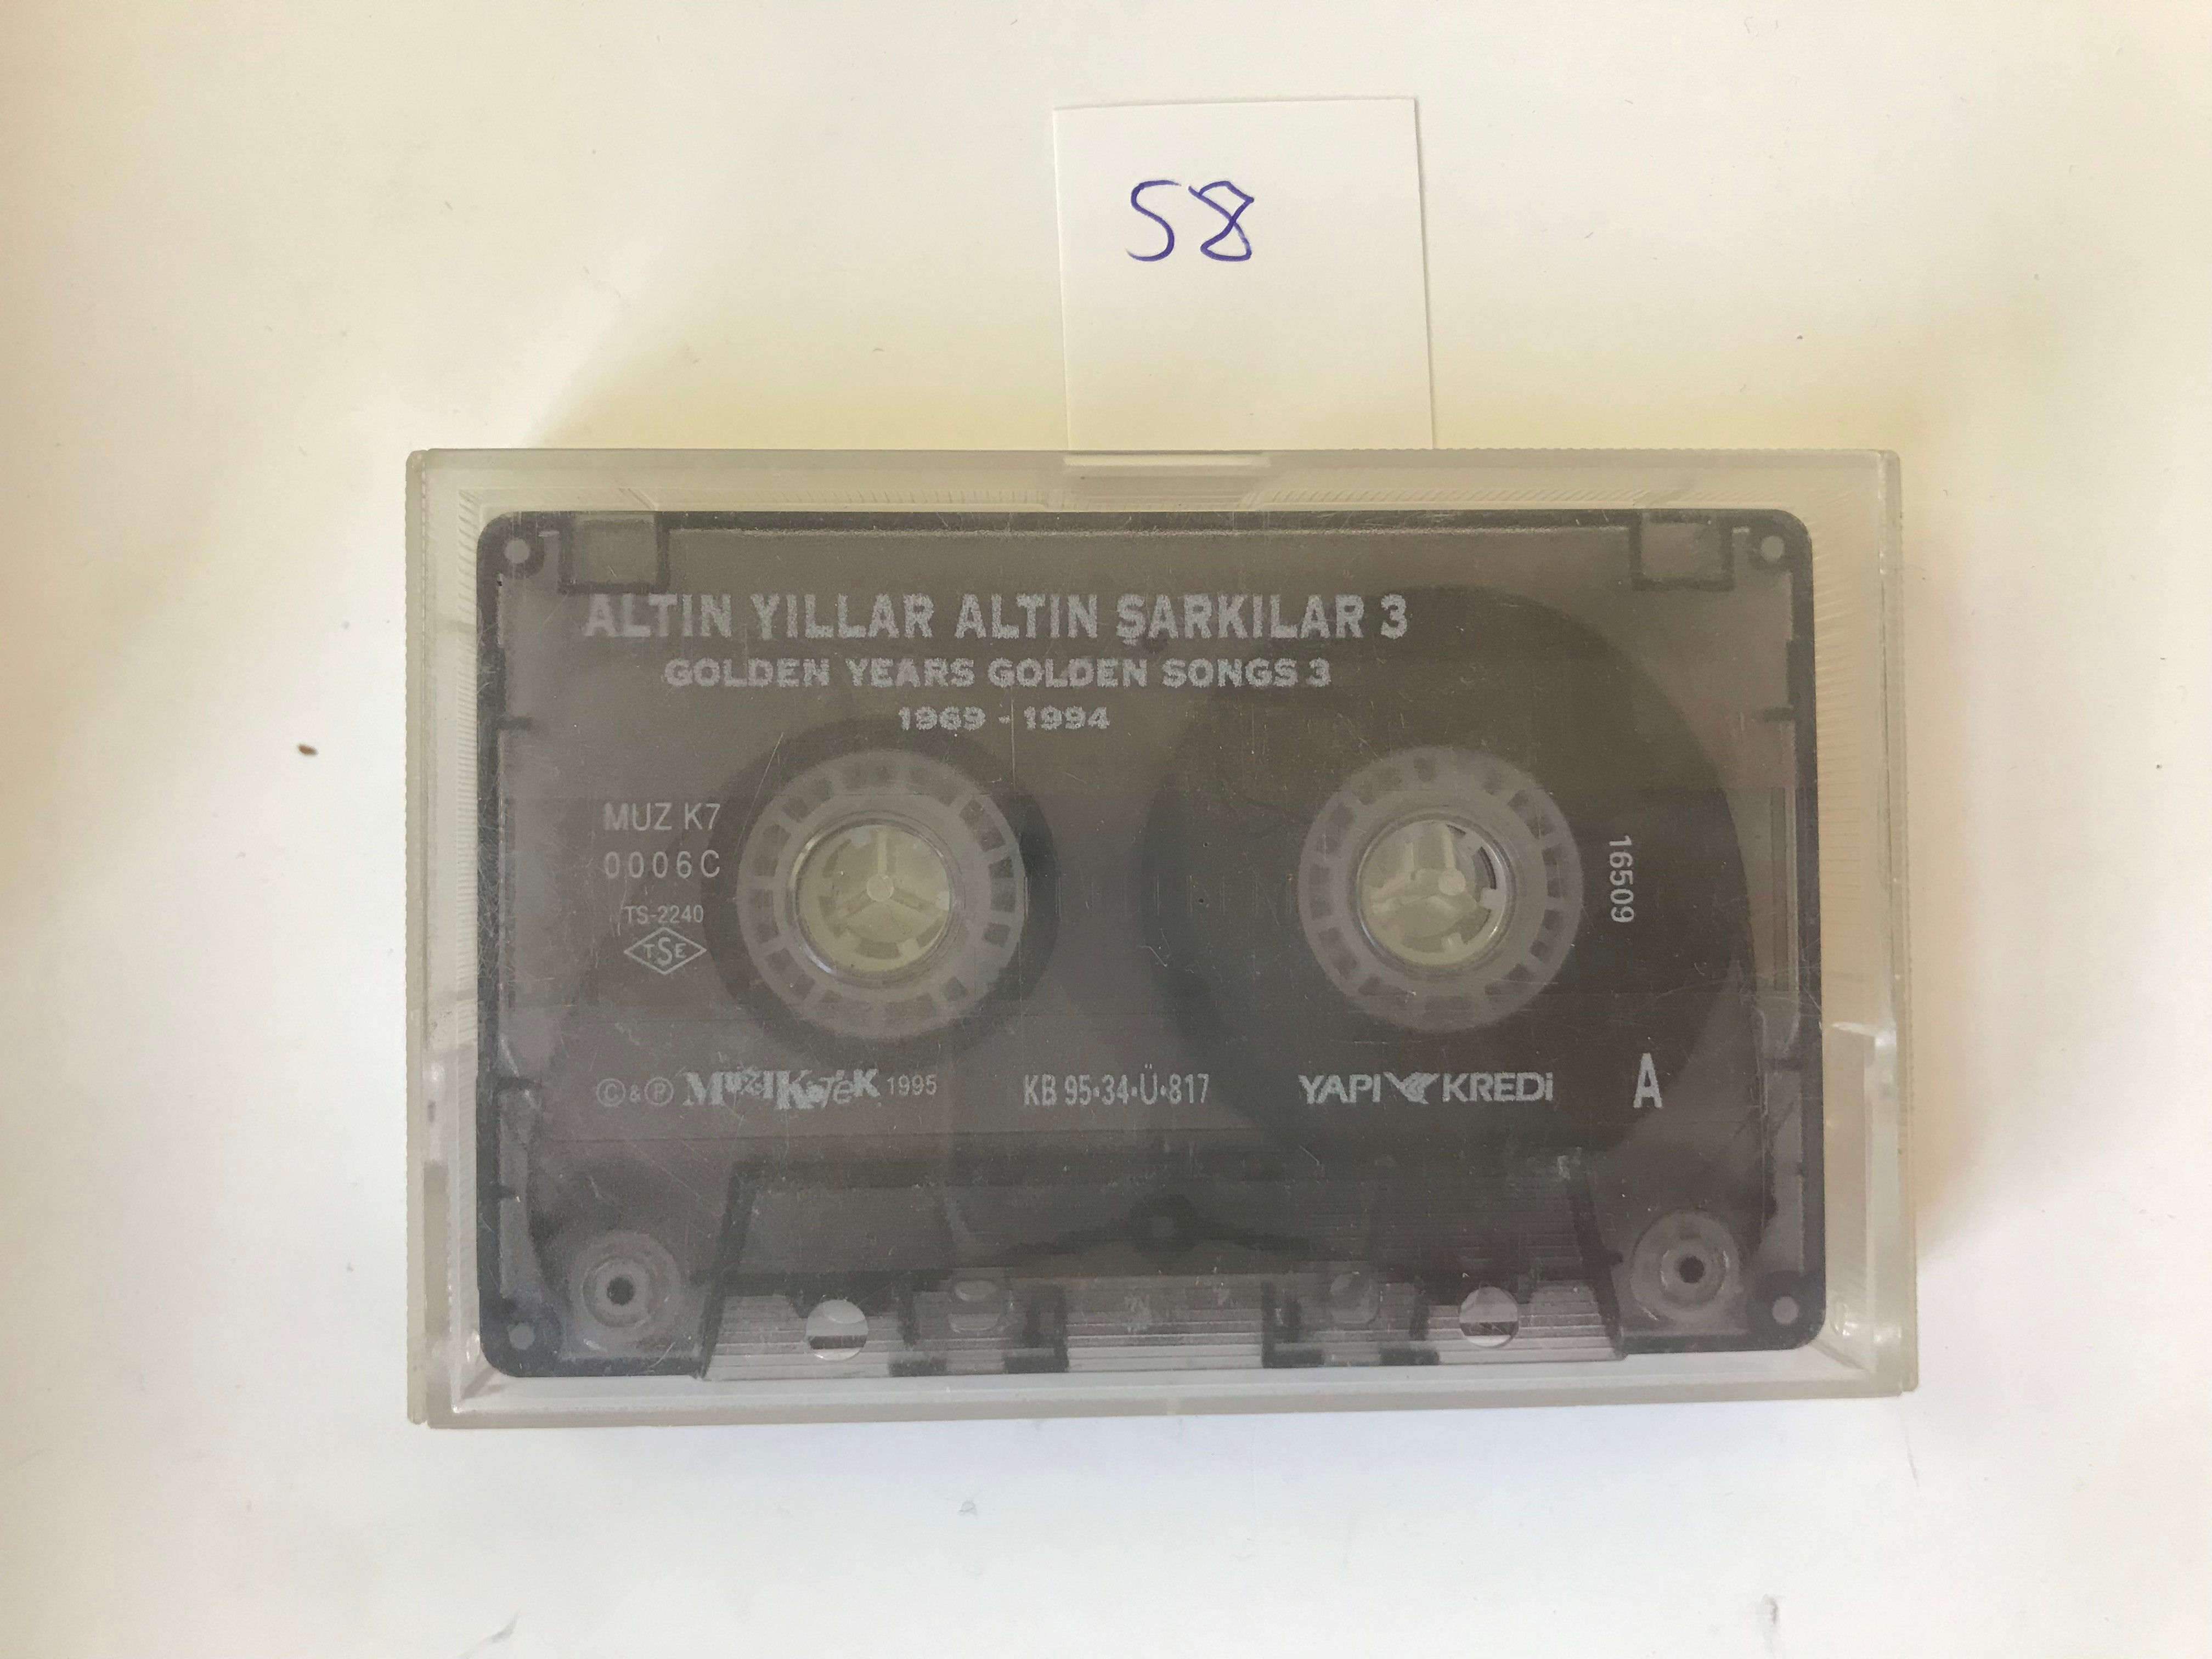 58
ALTIN YILLAR ALTIN ŞARKILAR 3
GOLDEN YEARS GOLDEN SONGS 3
1969 - 1994
MUZ K7
0006C
TS-2240
TSE
16509
© & ℗ MüZiKoTeK 1995 KB 95•34•Ü•817 YAPI KREDİ A